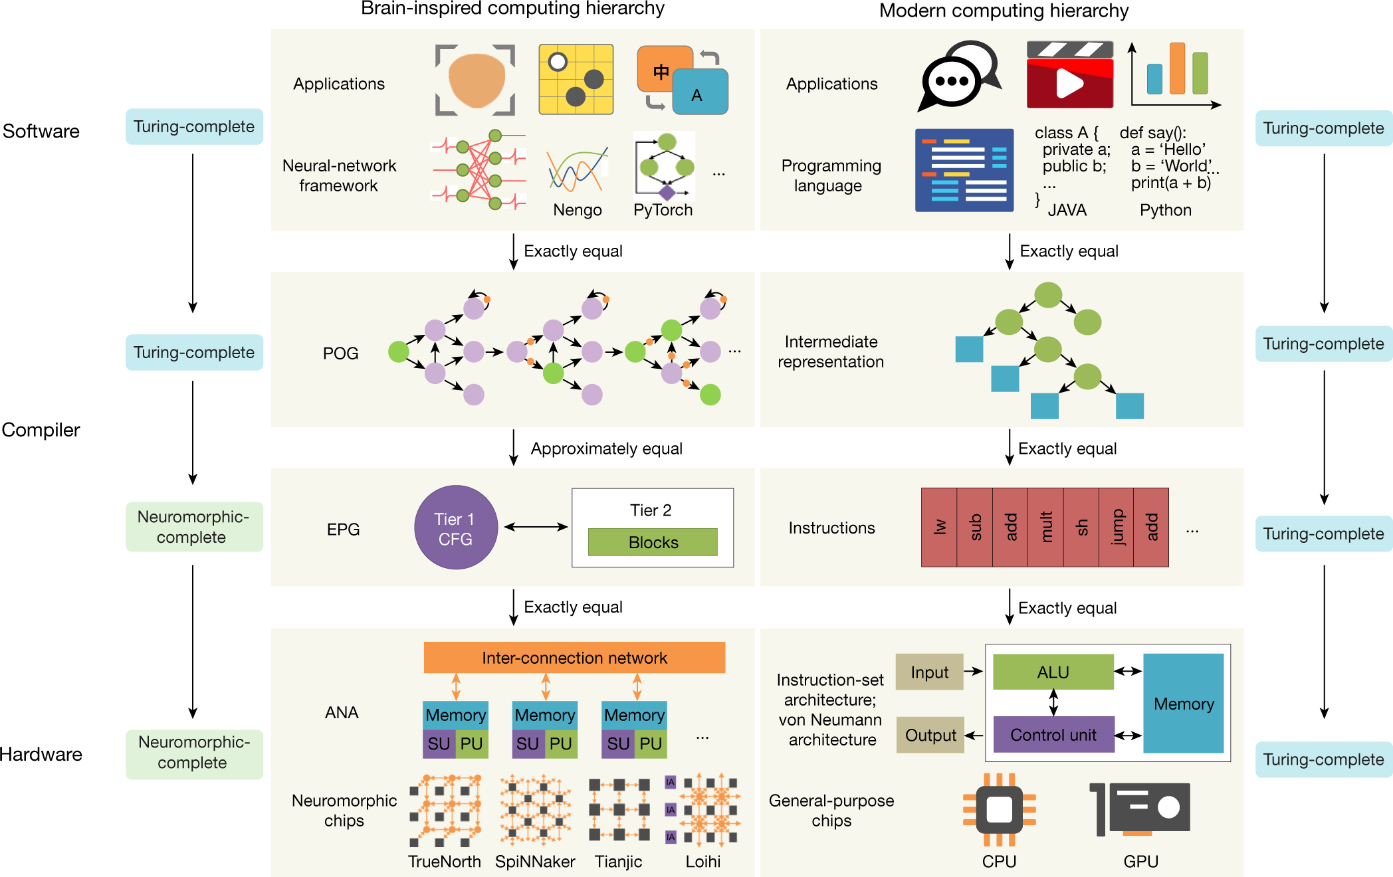 Brain-inspired computing hierarchy
Modern computing hierarchy
Software
Compiler
Hardware
Turing-complete
Turing-complete
Neuromorphic-
complete
Neuromorphic-
complete
Applications
中
A
Neural-network
framework
Nengo
PyTorch
...
Exactly equal
POG
...
Approximately equal
EPG
Tier 1
CFG
Tier 2
Blocks
Exactly equal
ANA
Inter-connection network
Memory
SU PU
Memory
SU PU
Memory
SU PU
...
Neuromorphic
chips
TrueNorth
SpiNNaker
Tianjic
IA
IA
IA
Loihi
Applications
Programming
language
class A {
private a;
public b;
...
}
JAVA
def say():
a = ‘Hello’
b = ‘World’
print(a + b)
Python
...
Exactly equal
Intermediate
representation
Exactly equal
Instructions
lw
sub
add
mult
sh
jump
add
...
Exactly equal
Instruction-set
architecture;
von Neumann
architecture
Input
Output
ALU
Control unit
Memory
General-purpose
chips
CPU
GPU
Turing-complete
Turing-complete
Turing-complete
Turing-complete